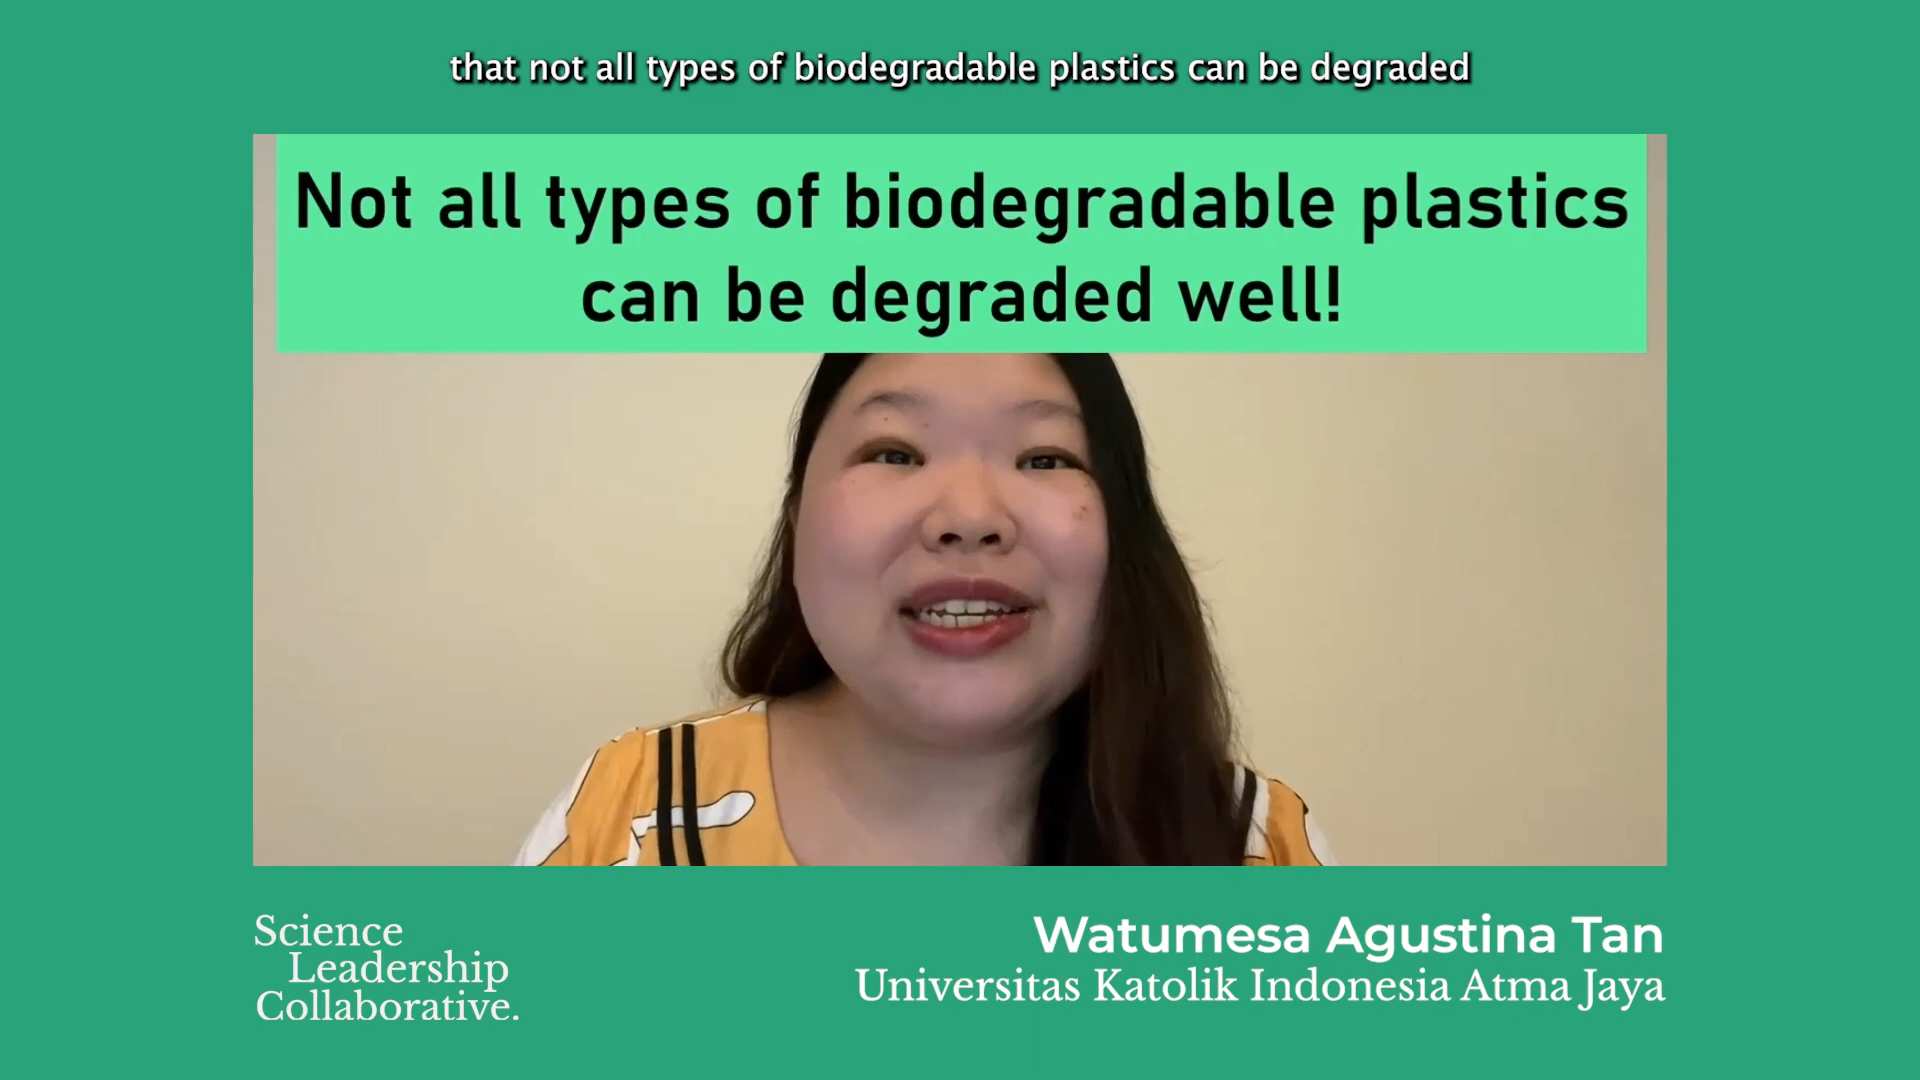 that not all types of biodegradable plastics can be degraded
Not all types of biodegradable plastics
can be degraded well!
Science
Leadership
Collaborative.
Watumesa Agustina Tan
Universitas Katolik Indonesia Atma Jaya